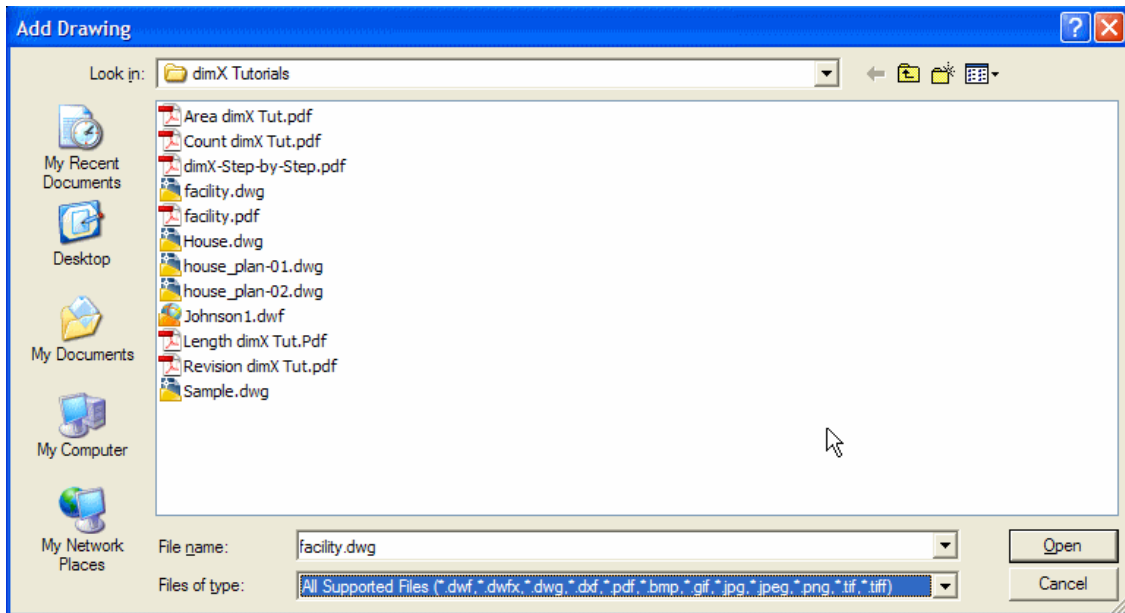 Add Drawing
Look in: dimX Tutorials
Area dimX Tut.pdf
Count dimX Tut.pdf
dimX-Step-by-Step.pdf
facility.dwg
facility.pdf
House.dwg
house_plan-01.dwg
house_plan-02.dwg
Johnson1.dwf
Length dimX Tut.Pdf
Revision dimX Tut.pdf
Sample.dwg
My Recent
Documents
Desktop
My Documents
My Computer
My Network
Places
File name: facility.dwg Open
Files of type: All Supported Files (*.dwf,*.dwfx,*.dwg,*.dxf,*.pdf,*.bmp,*.gif,*.jpg,*.jpeg,*.png,*.tif,*.tiff) Cancel